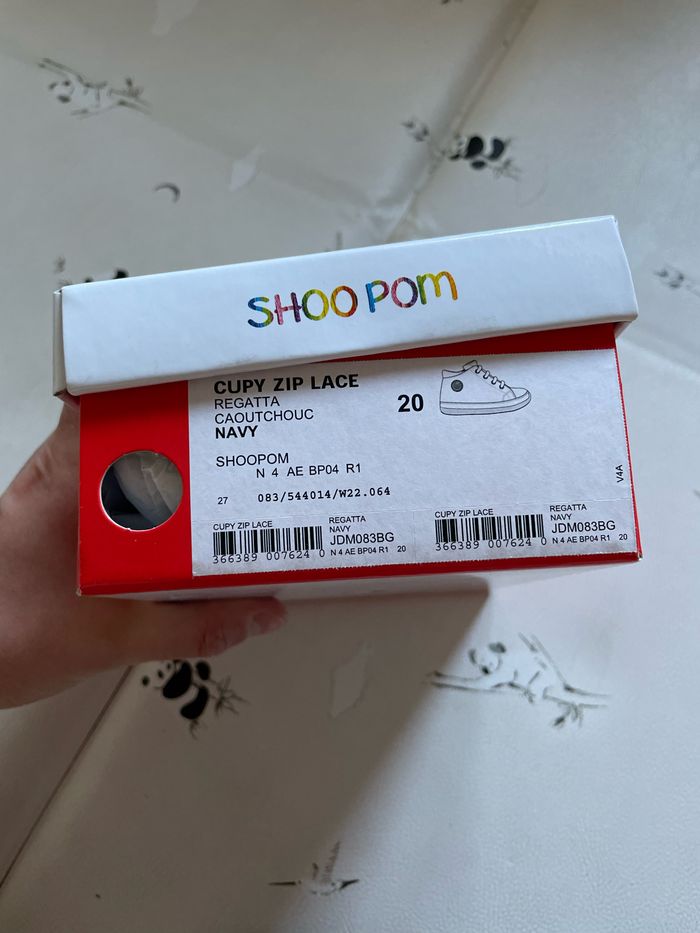 SHOO POM
CUPY ZIP LACE
REGATTA
CAOUTCHOUC
NAVY
20
SHOOPOM
N 4 AE BP04 R1
27 083/544014/W22.064
V4A
CUPY ZIP LACE
REGATTA
NAVY
JDM083BG
366389 007624 0
N 4 AE BP04 R1 20
CUPY ZIP LACE
REGATTA
NAVY
JDM083BG
366389 007624 0
N 4 AE BP04 R1 20